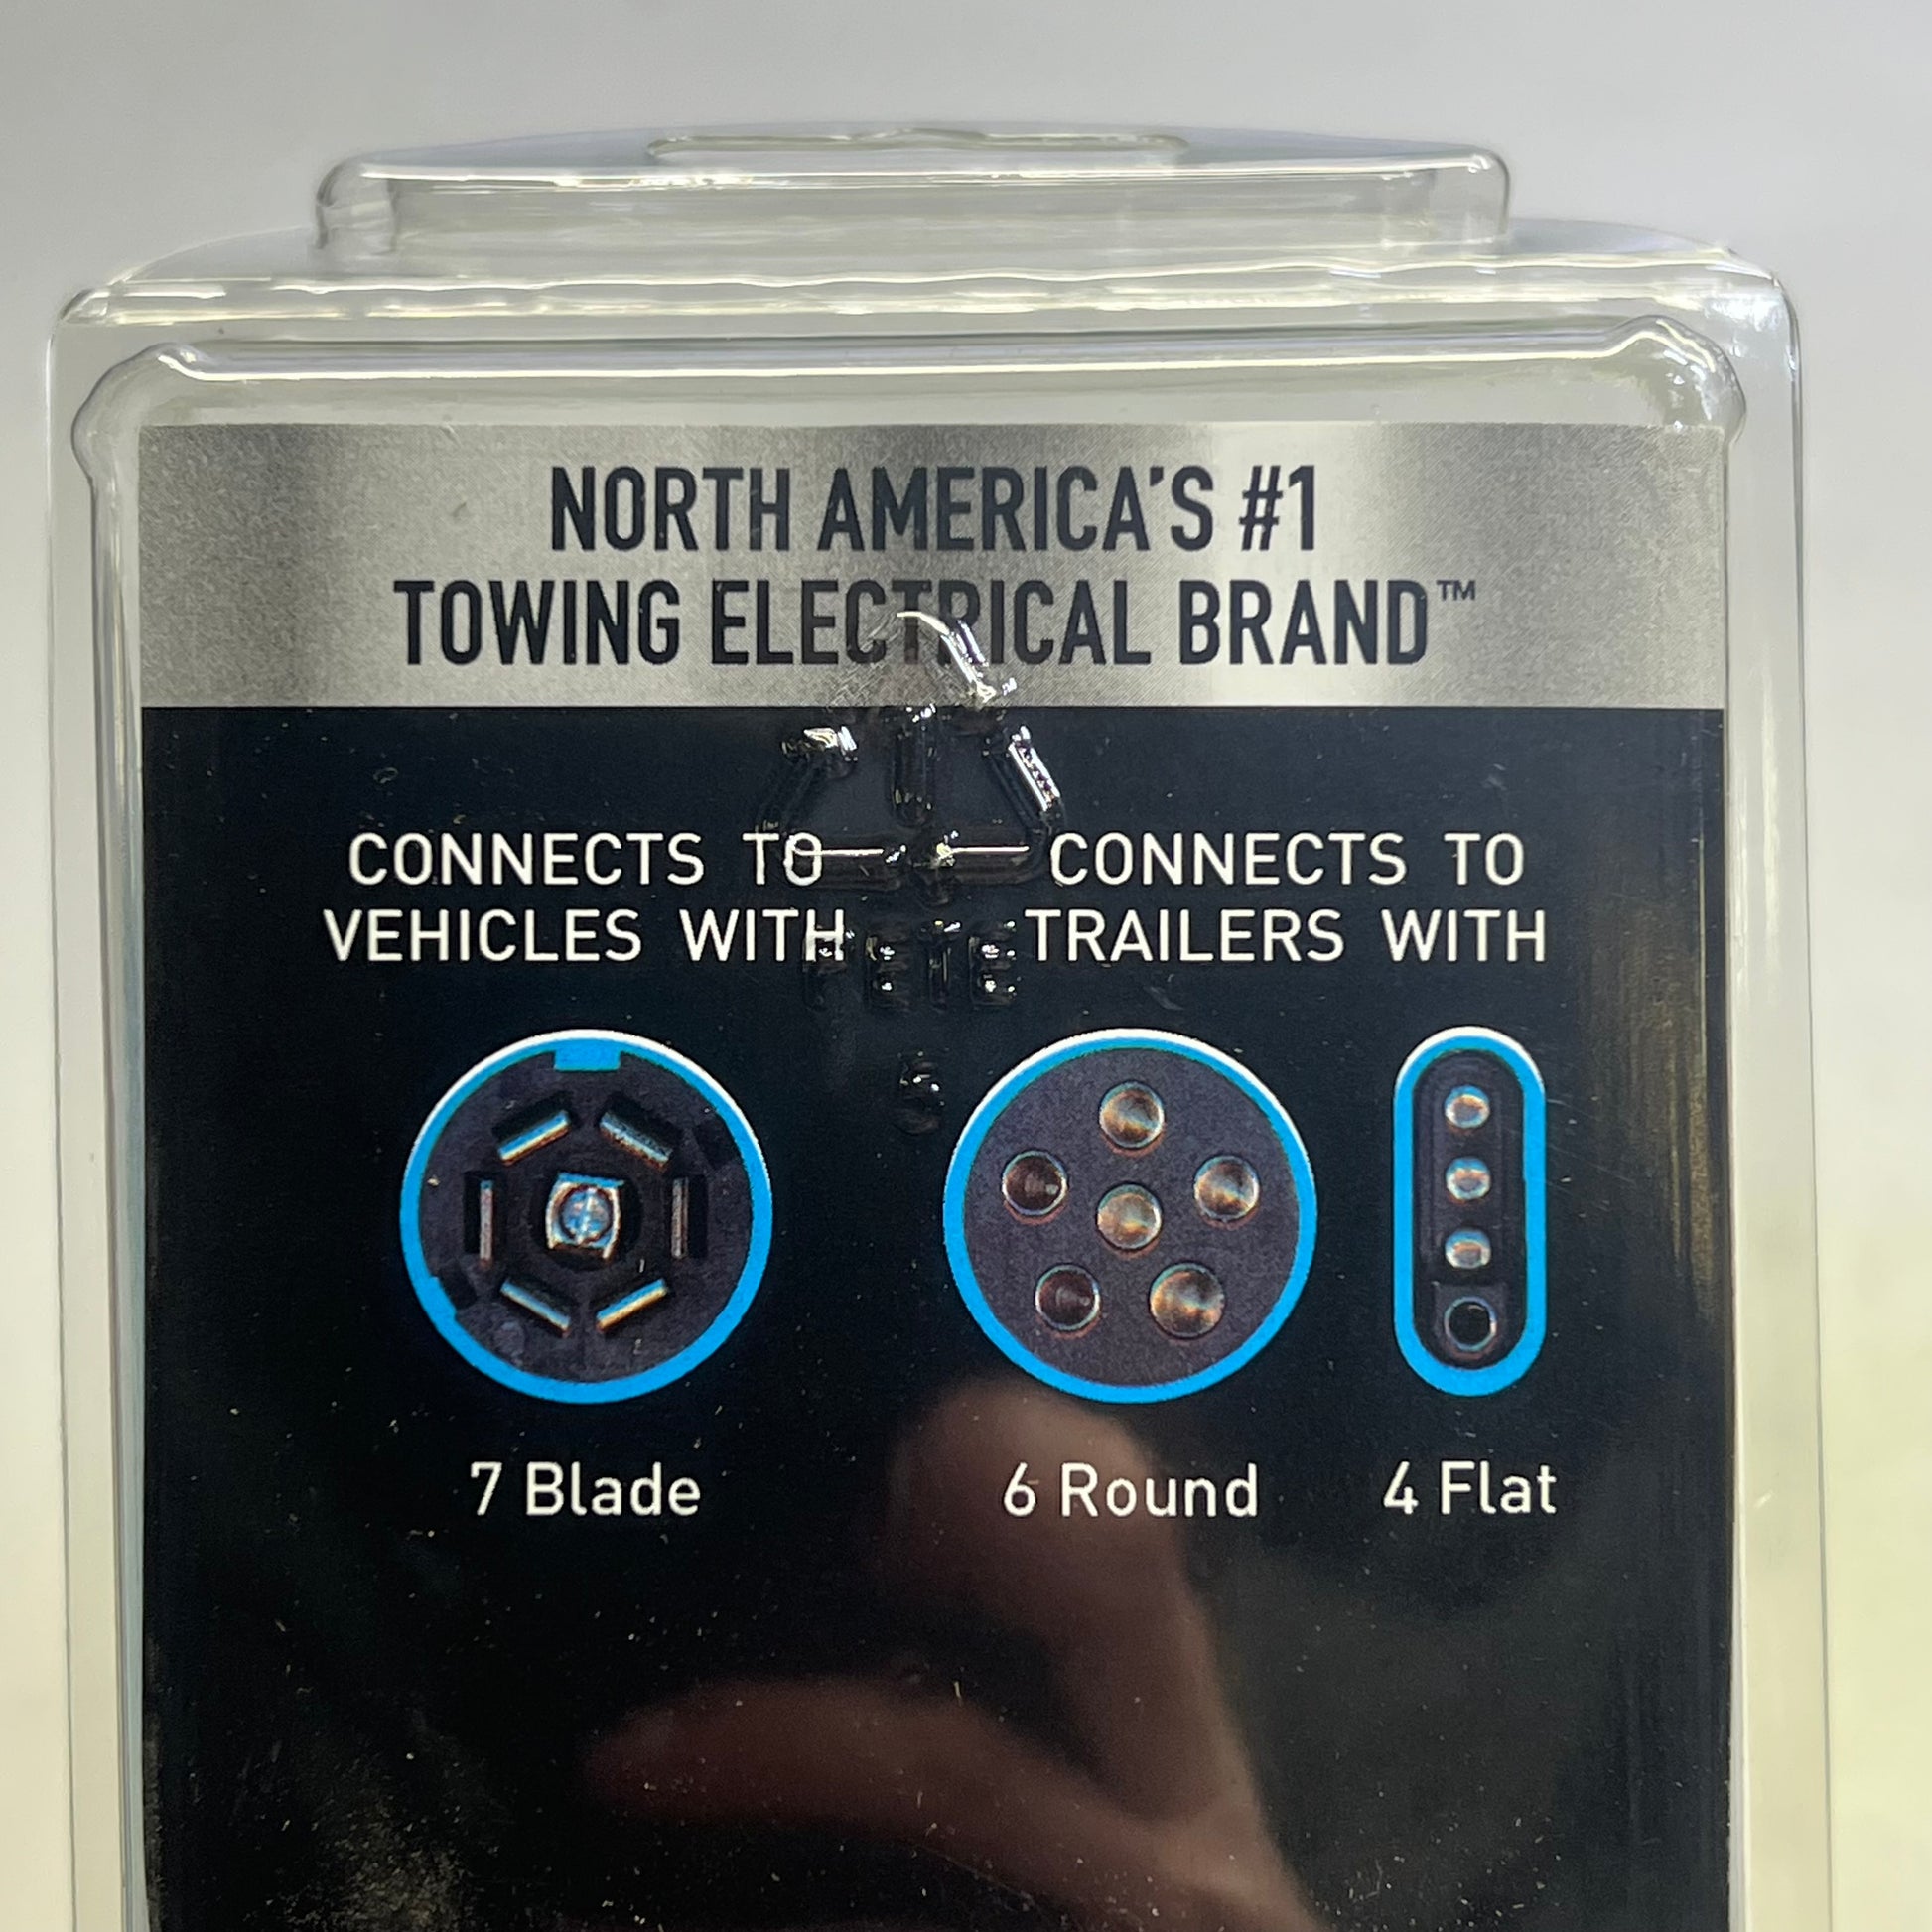 NORTH AMERICA'S #1
TOWING ELECTRICAL BRAND™
CONNECTS TO
VEHICLES WITH
CONNECTS TO
TRAILERS WITH
PETE
7 Blade
6 Round
4 Flat